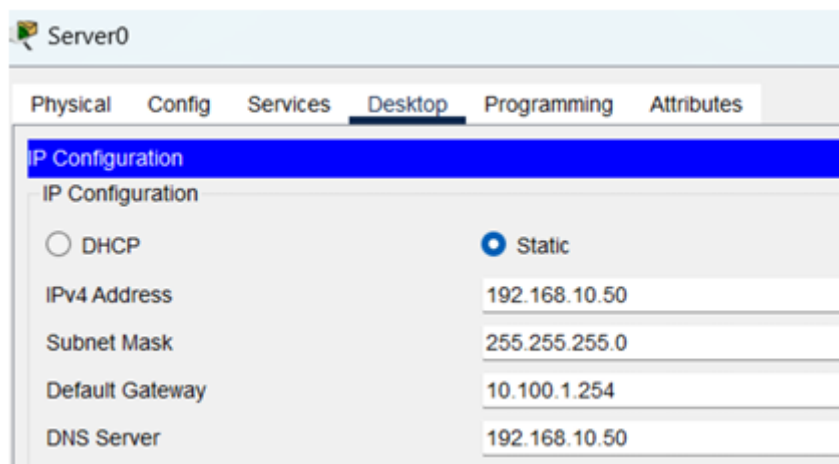 Server0
Physical Config Services Desktop Programming Attributes
IP Configuration
IP Configuration
DHCP Static
IPv4 Address 192.168.10.50
Subnet Mask 255.255.255.0
Default Gateway 10.100.1.254
DNS Server 192.168.10.50